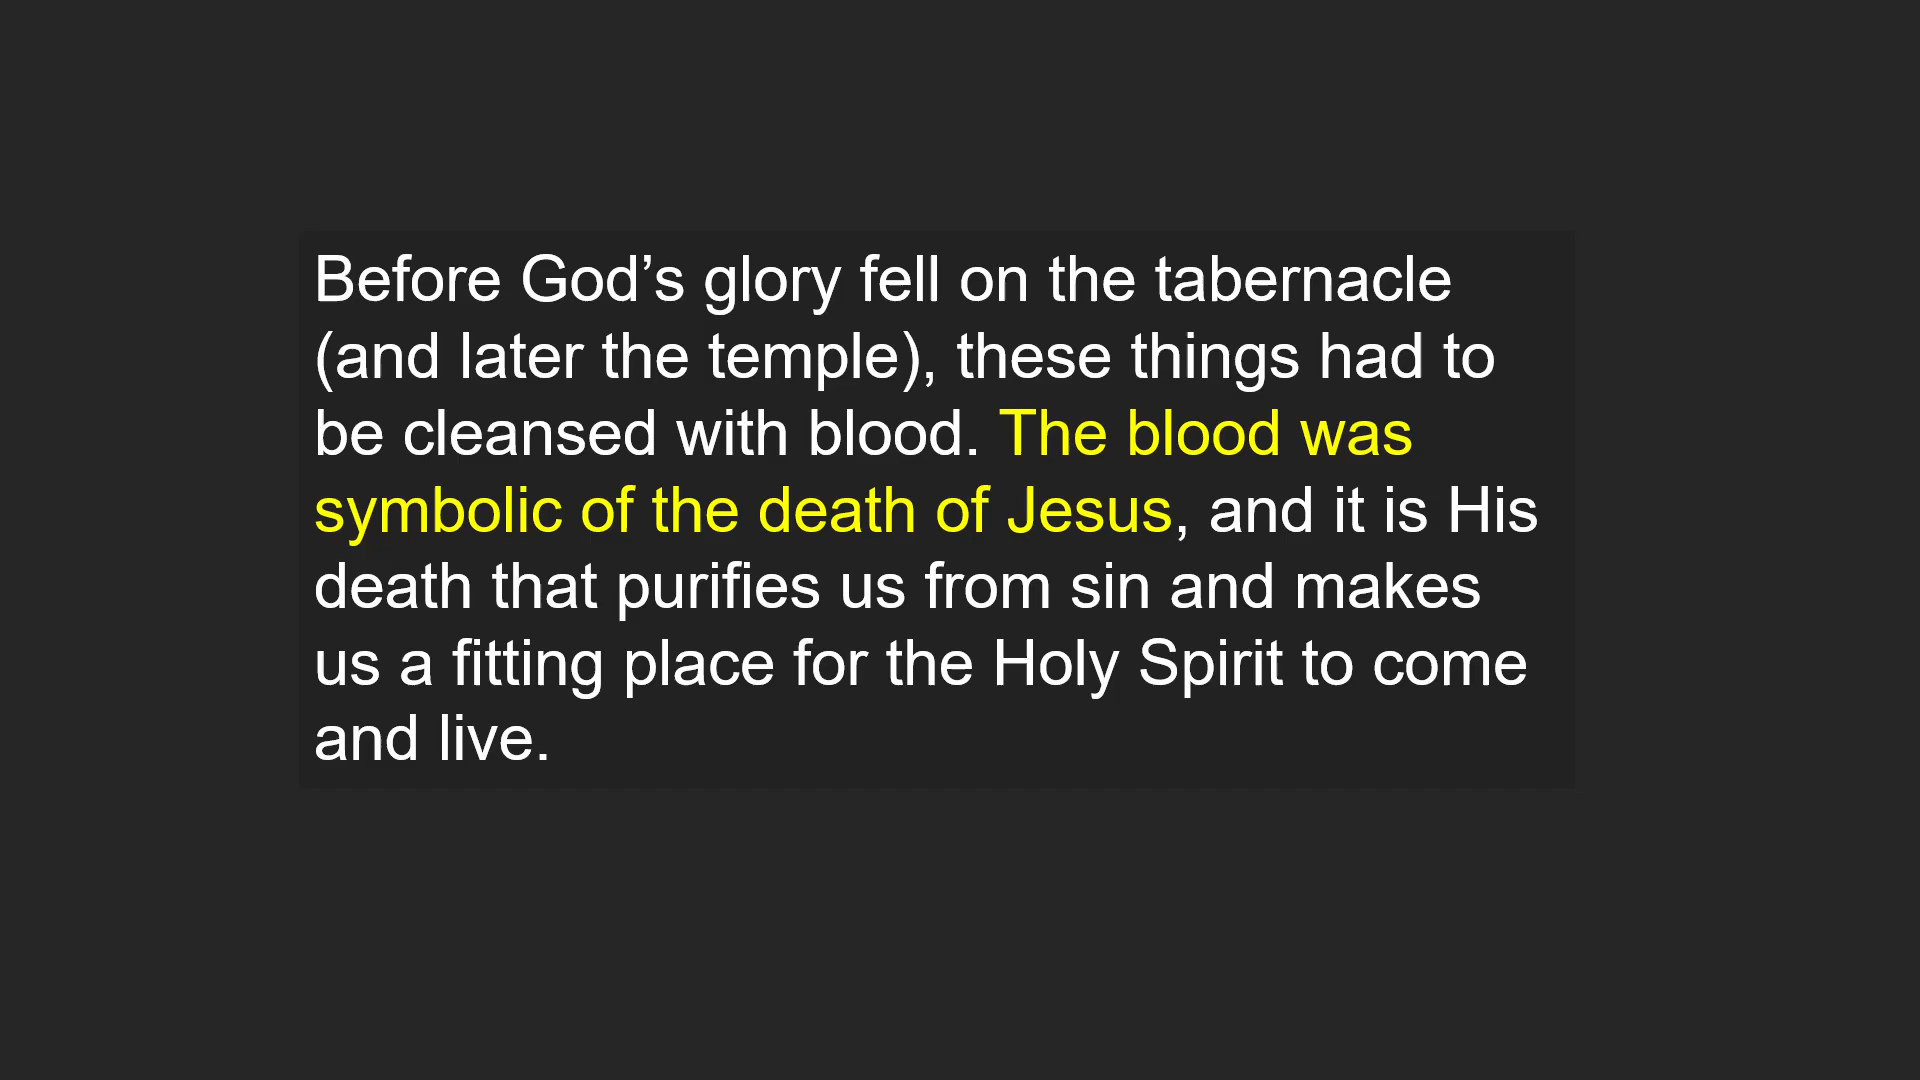 Before God’s glory fell on the tabernacle
(and later the temple), these things had to
be cleansed with blood. The blood was
symbolic of the death of Jesus, and it is His
death that purifies us from sin and makes
us a fitting place for the Holy Spirit to come
and live.